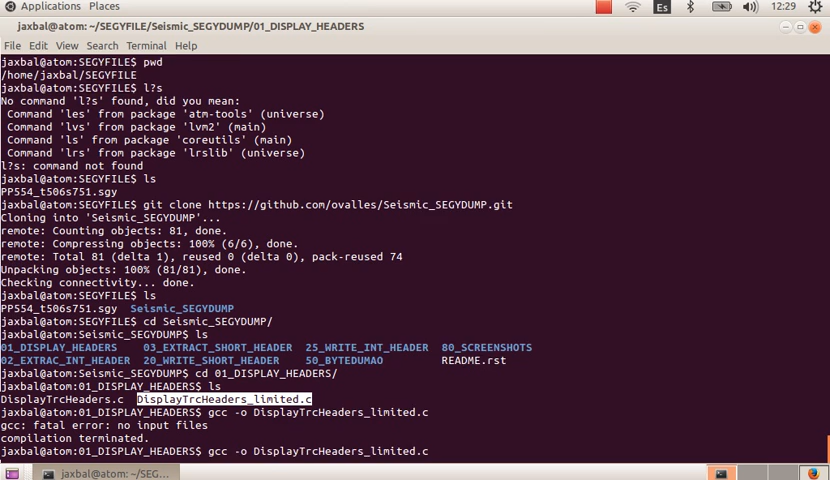 Applications Places
Es
12:29
jaxbal@atom: ~/SEGYFILE/Seismic_SEGYDUMP/01_DISPLAY_HEADERS
File Edit View Search Terminal Help
jaxbal@atom:SEGYFILE$ pwd
/home/jaxbal/SEGYFILE
jaxbal@atom:SEGYFILE$ l?s
No command 'l?s' found, did you mean:
 Command 'les' from package 'atm-tools' (universe)
 Command 'lvs' from package 'lvm2' (main)
 Command 'ls' from package 'coreutils' (main)
 Command 'lrs' from package 'lrslib' (universe)
l?s: command not found
jaxbal@atom:SEGYFILE$ ls
PP554_t506s751.sgy
jaxbal@atom:SEGYFILE$ git clone https://github.com/ovalles/Seismic_SEGYDUMP.git
Cloning into 'Seismic_SEGYDUMP'...
remote: Counting objects: 81, done.
remote: Compressing objects: 100% (6/6), done.
remote: Total 81 (delta 1), reused 0 (delta 0), pack-reused 74
Unpacking objects: 100% (81/81), done.
Checking connectivity... done.
jaxbal@atom:SEGYFILE$ ls
PP554_t506s751.sgy  Seismic_SEGYDUMP
jaxbal@atom:SEGYFILE$ cd Seismic_SEGYDUMP/
jaxbal@atom:Seismic_SEGYDUMP$ ls
01_DISPLAY_HEADERS    03_EXTRACT_SHORT_HEADER  25_WRITE_INT_HEADER  80_SCREENSHOTS
02_EXTRAC_INT_HEADER  20_WRITE_SHORT_HEADER    50_BYTEDUMAO         README.rst
jaxbal@atom:Seismic_SEGYDUMP$ cd 01_DISPLAY_HEADERS/
jaxbal@atom:01_DISPLAY_HEADERS$ ls
DisplayTrcHeaders.c  DisplayTrcHeaders_limited.c
jaxbal@atom:01_DISPLAY_HEADERS$ gcc -o DisplayTrcHeaders_limited.c
gcc: fatal error: no input files
compilation terminated.
jaxbal@atom:01_DISPLAY_HEADERS$ gcc -o DisplayTrcHeaders_limited.c
jaxbal@atom: ~/SEG...